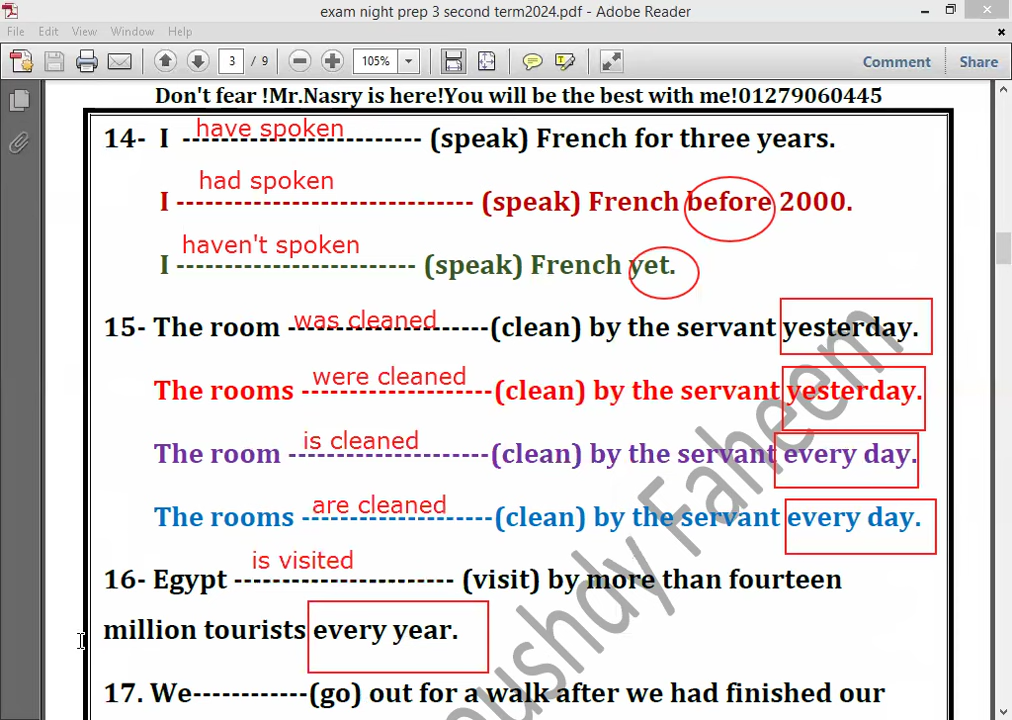 exam night prep 3 second term2024.pdf - Adobe Reader
File Edit View Window Help
3 / 9 105% Comment Share
Don't fear !Mr.Nasry is here!You will be the best with me!01279060445
14- I have spoken (speak) French for three years.
I had spoken (speak) French before 2000.
I haven't spoken (speak) French yet.
15- The room was cleaned (clean) by the servant yesterday.
The rooms were cleaned (clean) by the servant yesterday.
The room is cleaned (clean) by the servant every day.
The rooms are cleaned (clean) by the servant every day.
16- Egypt is visited (visit) by more than fourteen
million tourists every year.
17. We------------(go) out for a walk after we had finished our
oushdy Faheem